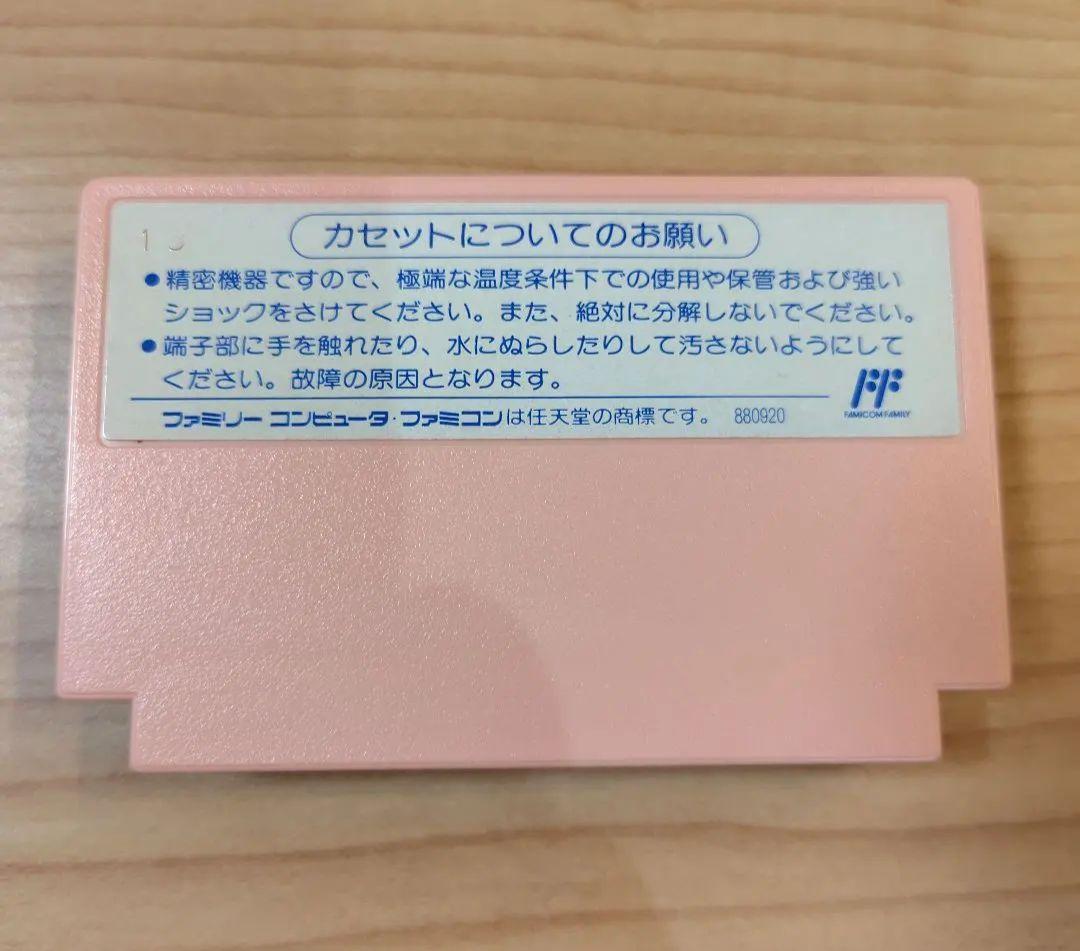 カセットについてのお願い
●精密機器ですので、極端な温度条件下での使用や保管および強い
ショックをさけてください。また、絶対に分解しないでください。
●端子部に手を触れたり、水にぬらしたりして汚さないようにして
ください。故障の原因となります。
FF
FAMICOM FAMILY
ファミリー コンピュータ・ファミコンは任天堂の商標です。 880920